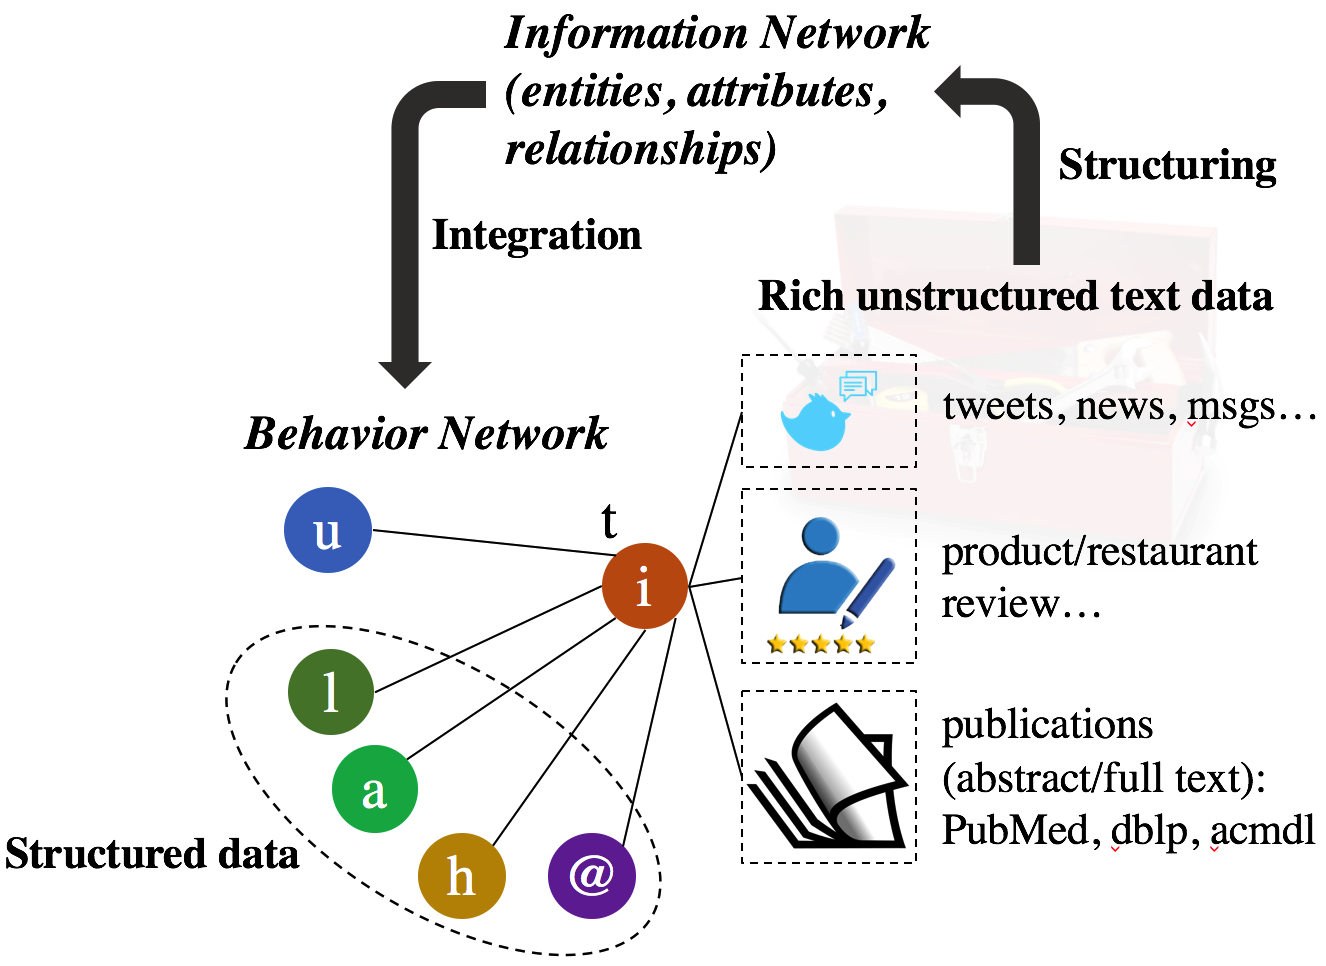 Information Network
(entities, attributes,
relationships)
Structuring
Integration
Rich unstructured text data
tweets, news, msgs…
Behavior Network
u
t
i
product/restaurant
review…
l
a
h
@
Structured data
publications
(abstract/full text):
PubMed, dblp, acmdl